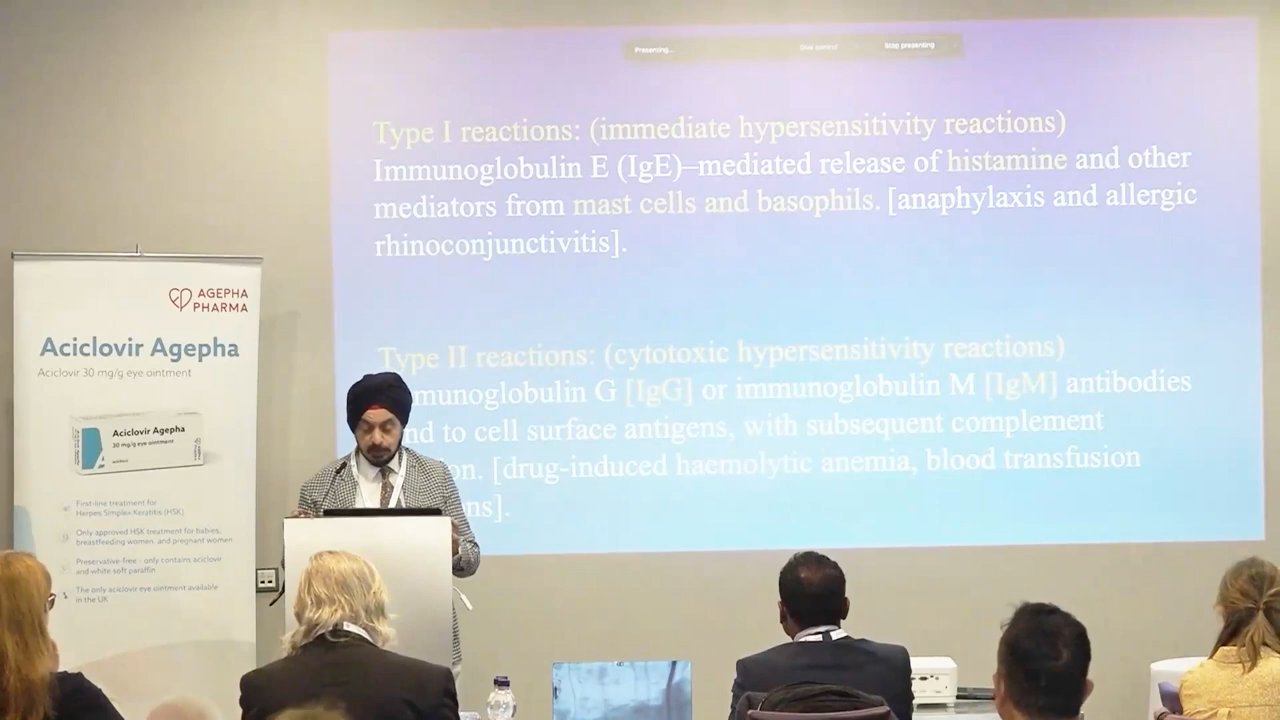 Presenting...
Give control
Stop presenting
Type I reactions: (immediate hypersensitivity reactions)
Immunoglobulin E (IgE)–mediated release of histamine and other
mediators from mast cells and basophils. [anaphylaxis and allergic
rhinoconjunctivitis].
Type II reactions: (cytotoxic hypersensitivity reactions)
munoglobulin G [IgG] or immunoglobulin M [IgM] antibodies
nd to cell surface antigens, with subsequent complement
on. [drug-induced haemolytic anemia, blood transfusion
ns].
AGEPHA
PHARMA
Aciclovir Agepha
Aciclovir 30 mg/g eye ointment
Aciclovir Agepha
30 mg/g eye ointment
First-line treatment for
Herpes Simplex Keratitis (HSK)
Only approved HSK treatment for babies,
breastfeeding women, and pregnant women
Preservative-free - only contains aciclovir
and white soft paraffin
The only aciclovir eye ointment available
in the UK